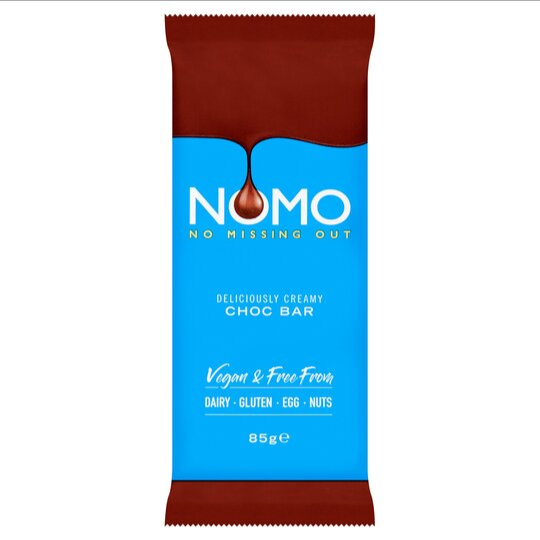 NOMO
NO MISSING OUT
DELICIOUSLY CREAMY
CHOC BAR
Vegan & Free From
DAIRY · GLUTEN · EGG · NUTS
85g℮